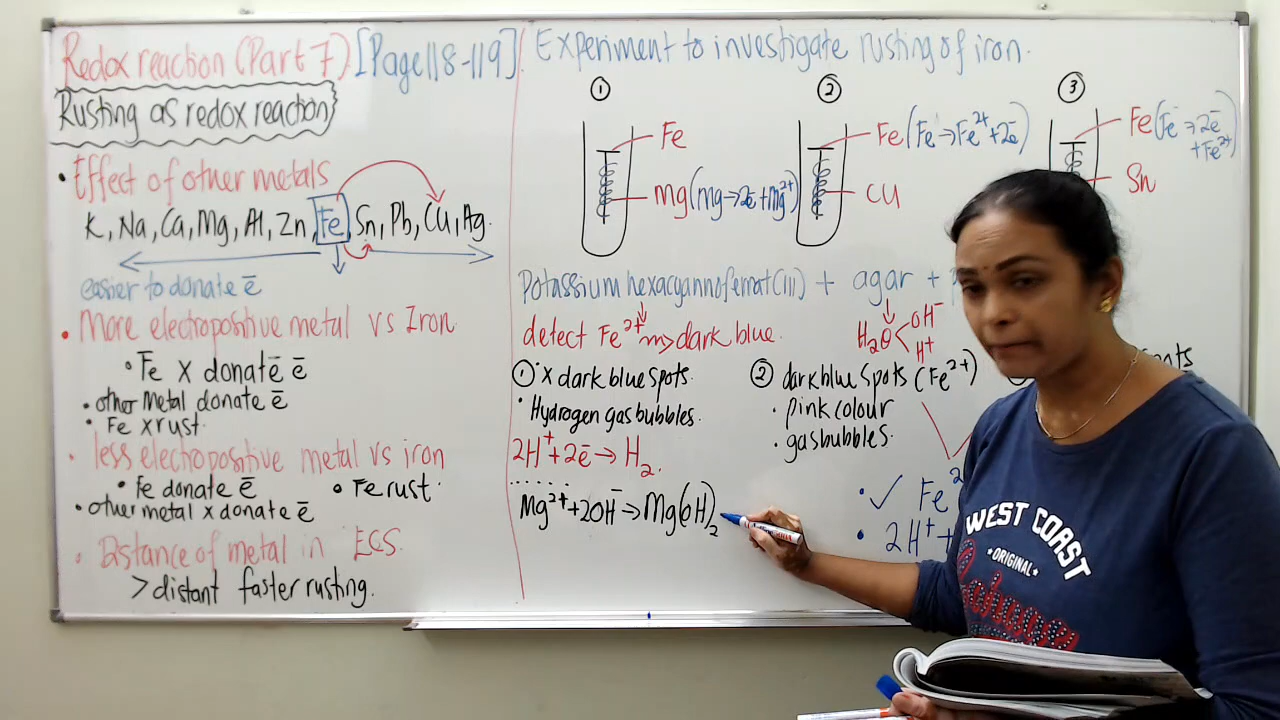 Redox reaction (Part 7) [Page 118-119]
Rusting as redox reaction
• Effect of other metals
K, Na, Ca, Mg, Al, Zn, Fe, Sn, Pb, Cu, Ag.
easier to donate ē
• More electropositive metal vs Iron.
• Fe X donate ē ē
• other Metal donate ē
• Fe x rust
• less electropositive metal vs iron
• Fe donate ē • Fe rust.
• other metal x donate ē
• Distance of metal in ECS
> distant faster rusting.
Experiment to investigate rusting of iron.
①
Fe
Mg (Mg → 2ē + Mg²⁺)
②
Fe (Fe → Fe²⁺ + 2ē)
Cu
③
Fe (Fe → 2ē + Fe²⁺)
Sn
Potassium hexacyannoferrat(III) + agar +
detect Fe²⁺ → dark blue.
H₂O OH⁻
H⁺
① x dark blue spots.
• Hydrogen gas bubbles.
2H⁺ + 2ē → H₂.
Mg²⁺ + 2OH⁻ → Mg(OH)₂
② dark blue spots (Fe²⁺)
• pink colour
• gas bubbles.
• ✓ Fe²
• 2H⁺ +
WEST COAST
*ORIGINAL*